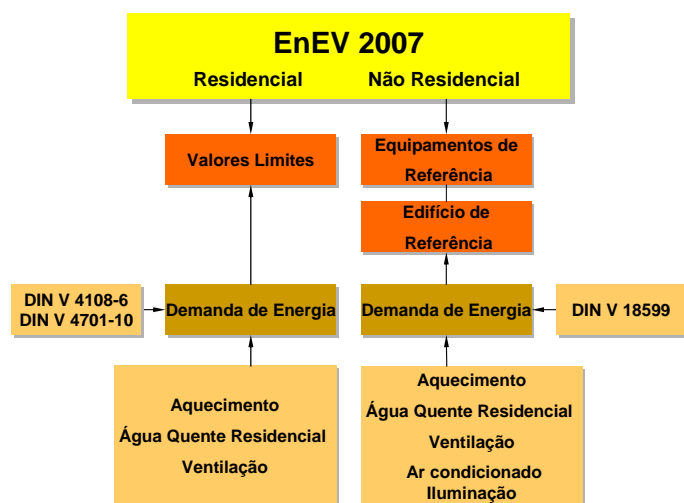 EnEV 2007
Residencial
Não Residencial
Valores Limites
Equipamentos de
Referência
Edifício de
Referência
DIN V 4108-6
DIN V 4701-10
Demanda de Energia
Demanda de Energia
DIN V 18599
Aquecimento
Água Quente Residencial
Ventilação
Aquecimento
Água Quente Residencial
Ventilação
Ar condicionado
Iluminação